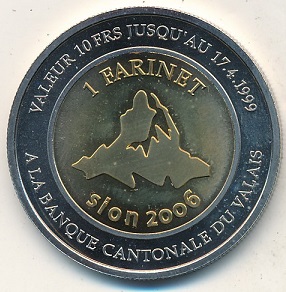 VALEUR 10 FRS JUSQU'AU 17.4.1999
1 FARINET
sion 2006
A LA BANQUE CANTONALE DU VALAIS